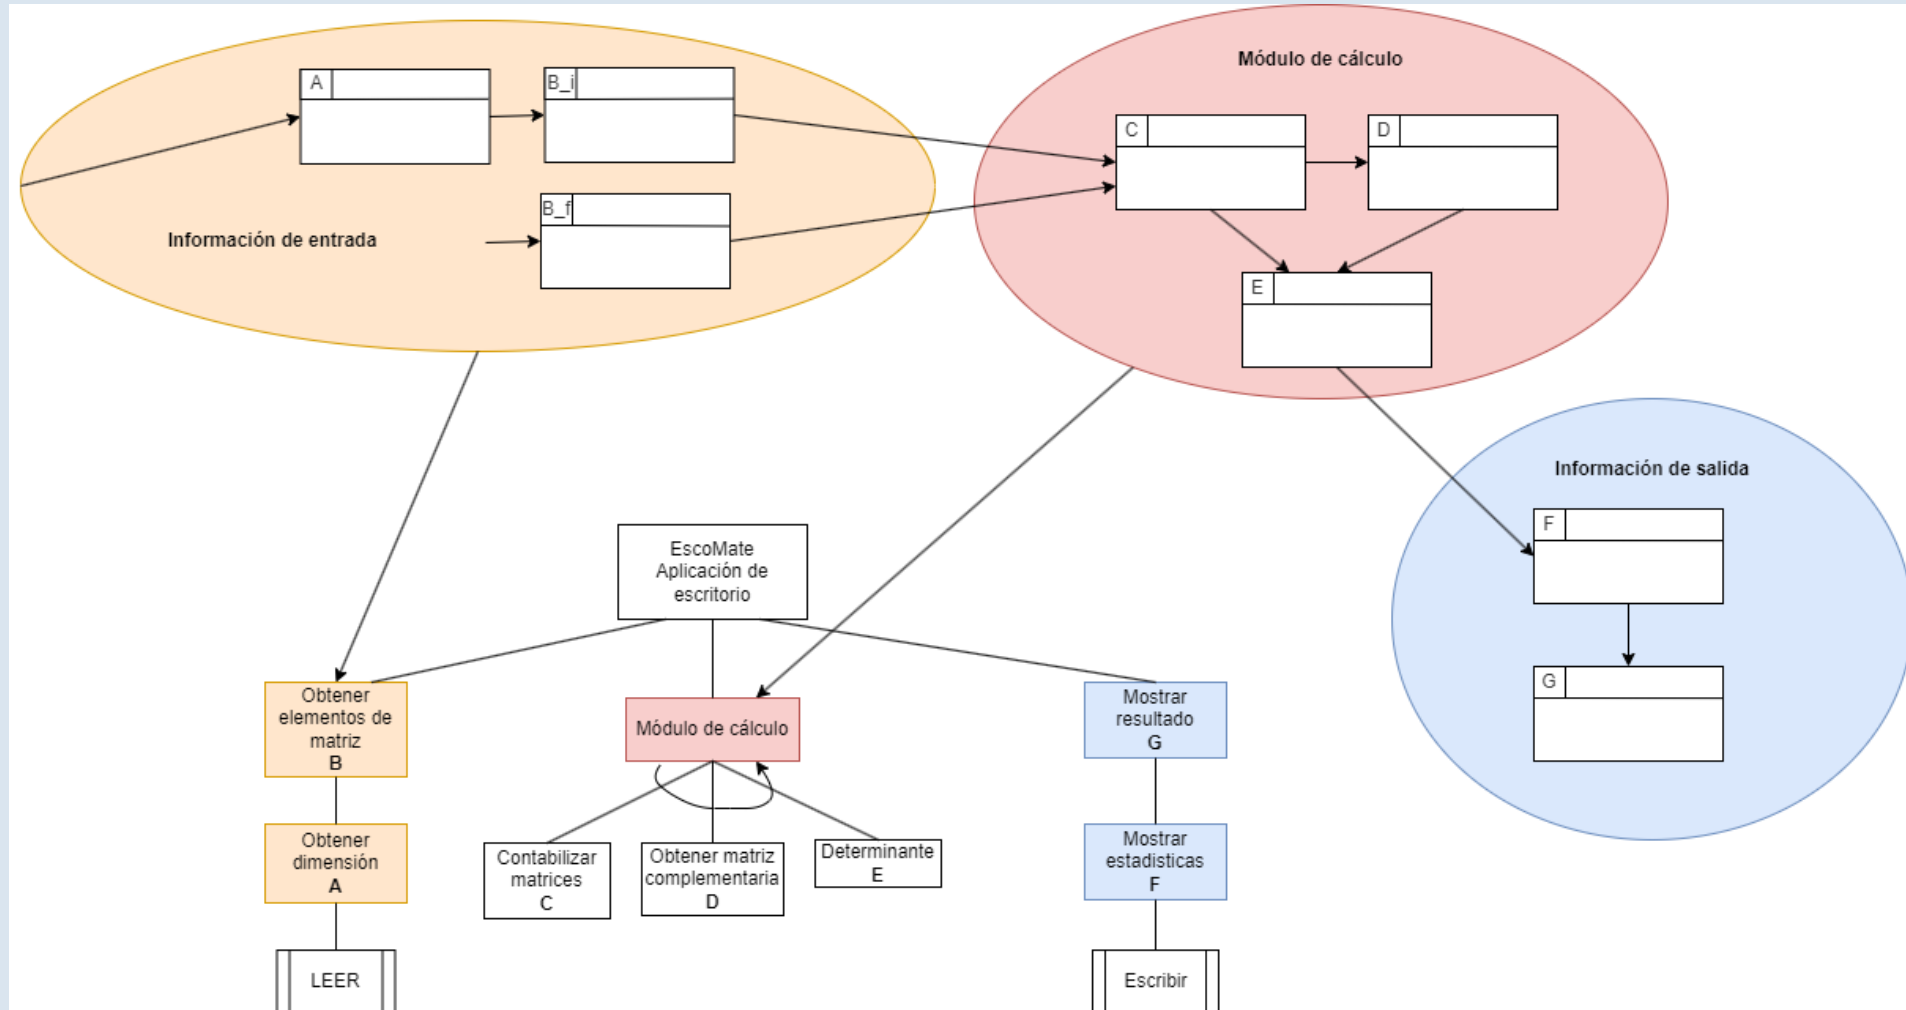 Módulo de cálculo
A
B_i
C
D
B_f
Información de entrada
E
Información de salida
F
EscoMate
Aplicación de
escritorio
G
Obtener
elementos de
matriz
B
Módulo de cálculo
Mostrar
resultado
G
Obtener
dimensión
A
Contabilizar
matrices
C
Obtener matriz
complementaria
D
Determinante
E
Mostrar
estadisticas
F
LEER
Escribir